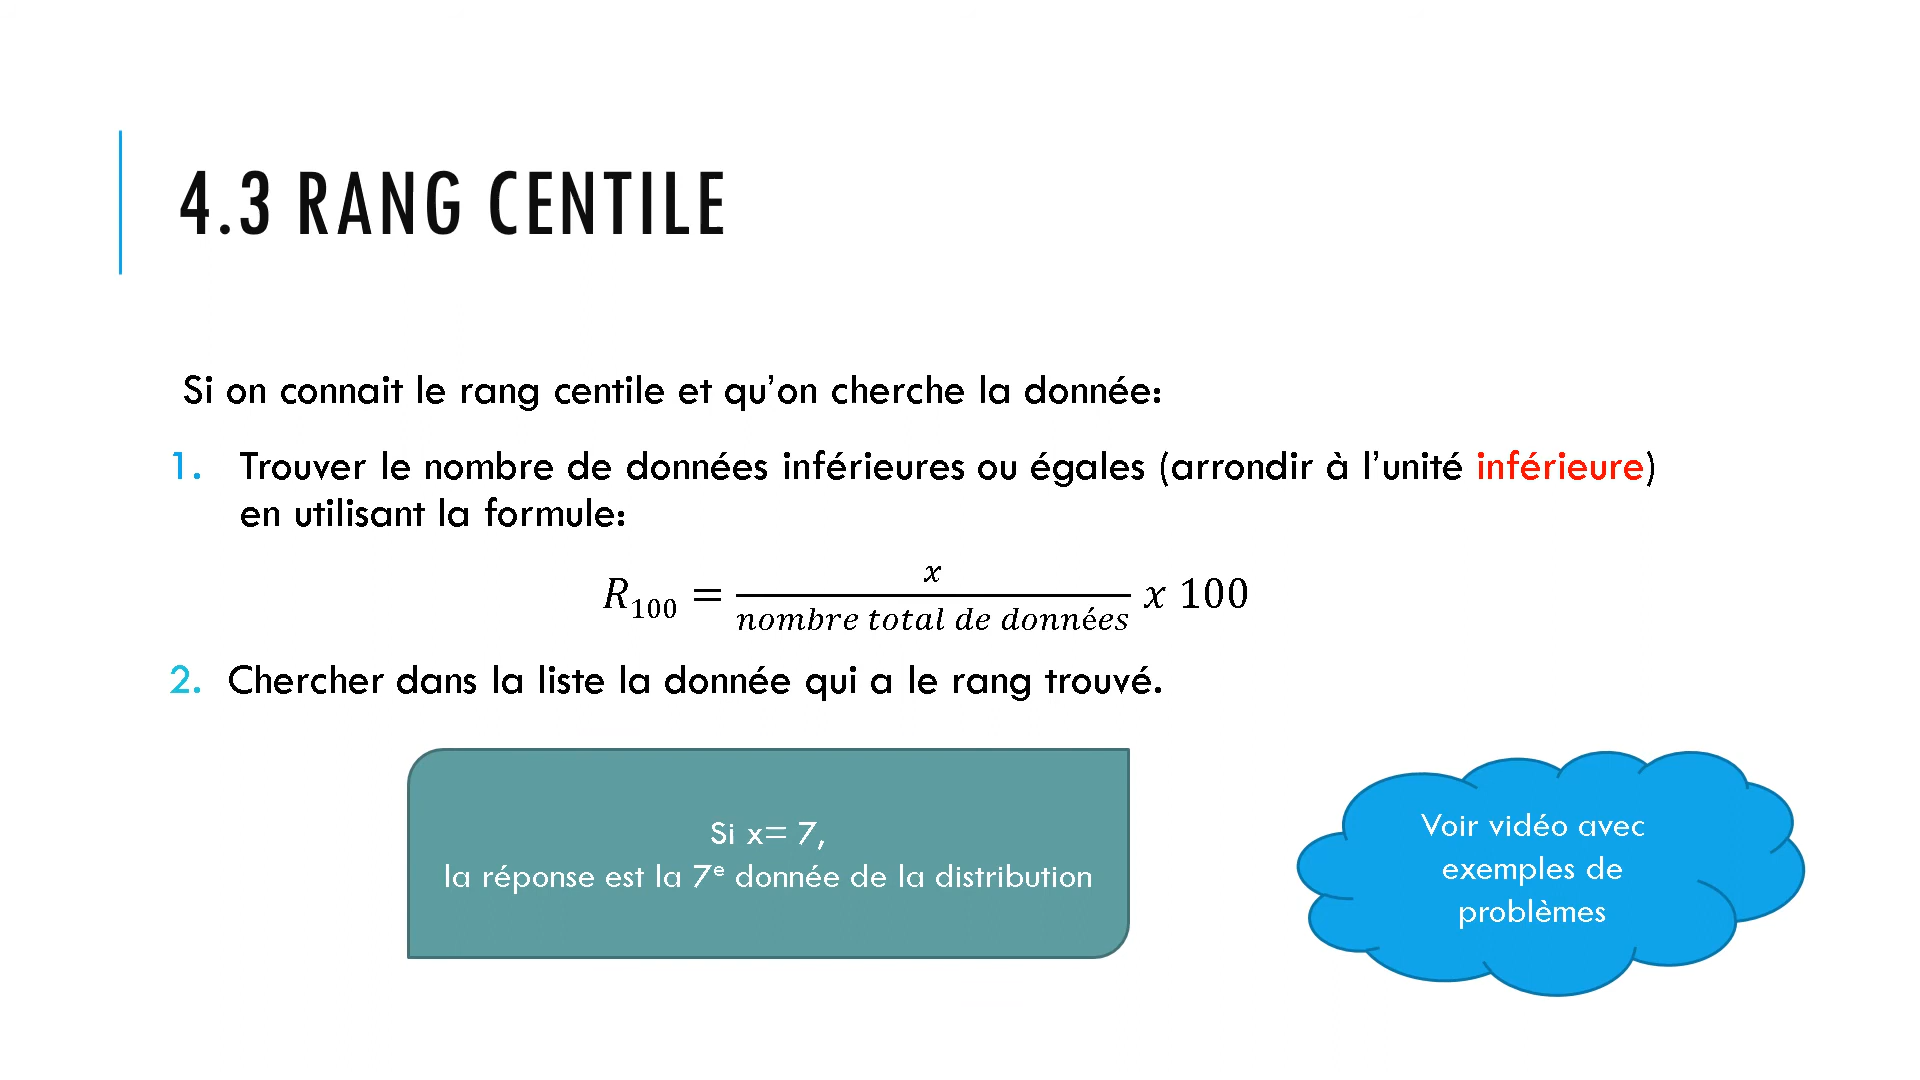 4.3 RANG CENTILE
Si on connait le rang centile et qu’on cherche la donnée:
1. Trouver le nombre de données inférieures ou égales (arrondir à l’unité inférieure)
en utilisant la formule:
R₁₀₀ = x / nombre total de données x 100
2. Chercher dans la liste la donnée qui a le rang trouvé.
Si x= 7,
la réponse est la 7ᵉ donnée de la distribution
Voir vidéo avec
exemples de
problèmes